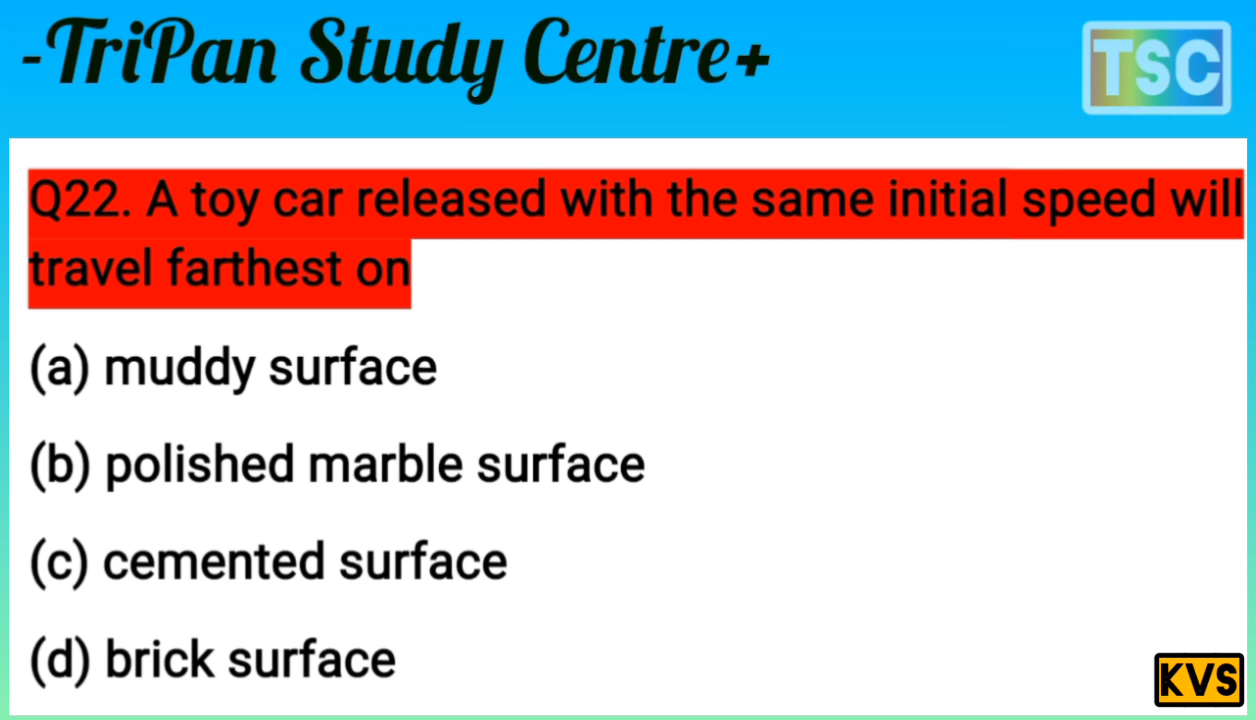 -TriPan Study Centre+
TSC
Q22. A toy car released with the same initial speed will
travel farthest on
(a) muddy surface
(b) polished marble surface
(c) cemented surface
(d) brick surface
KVS